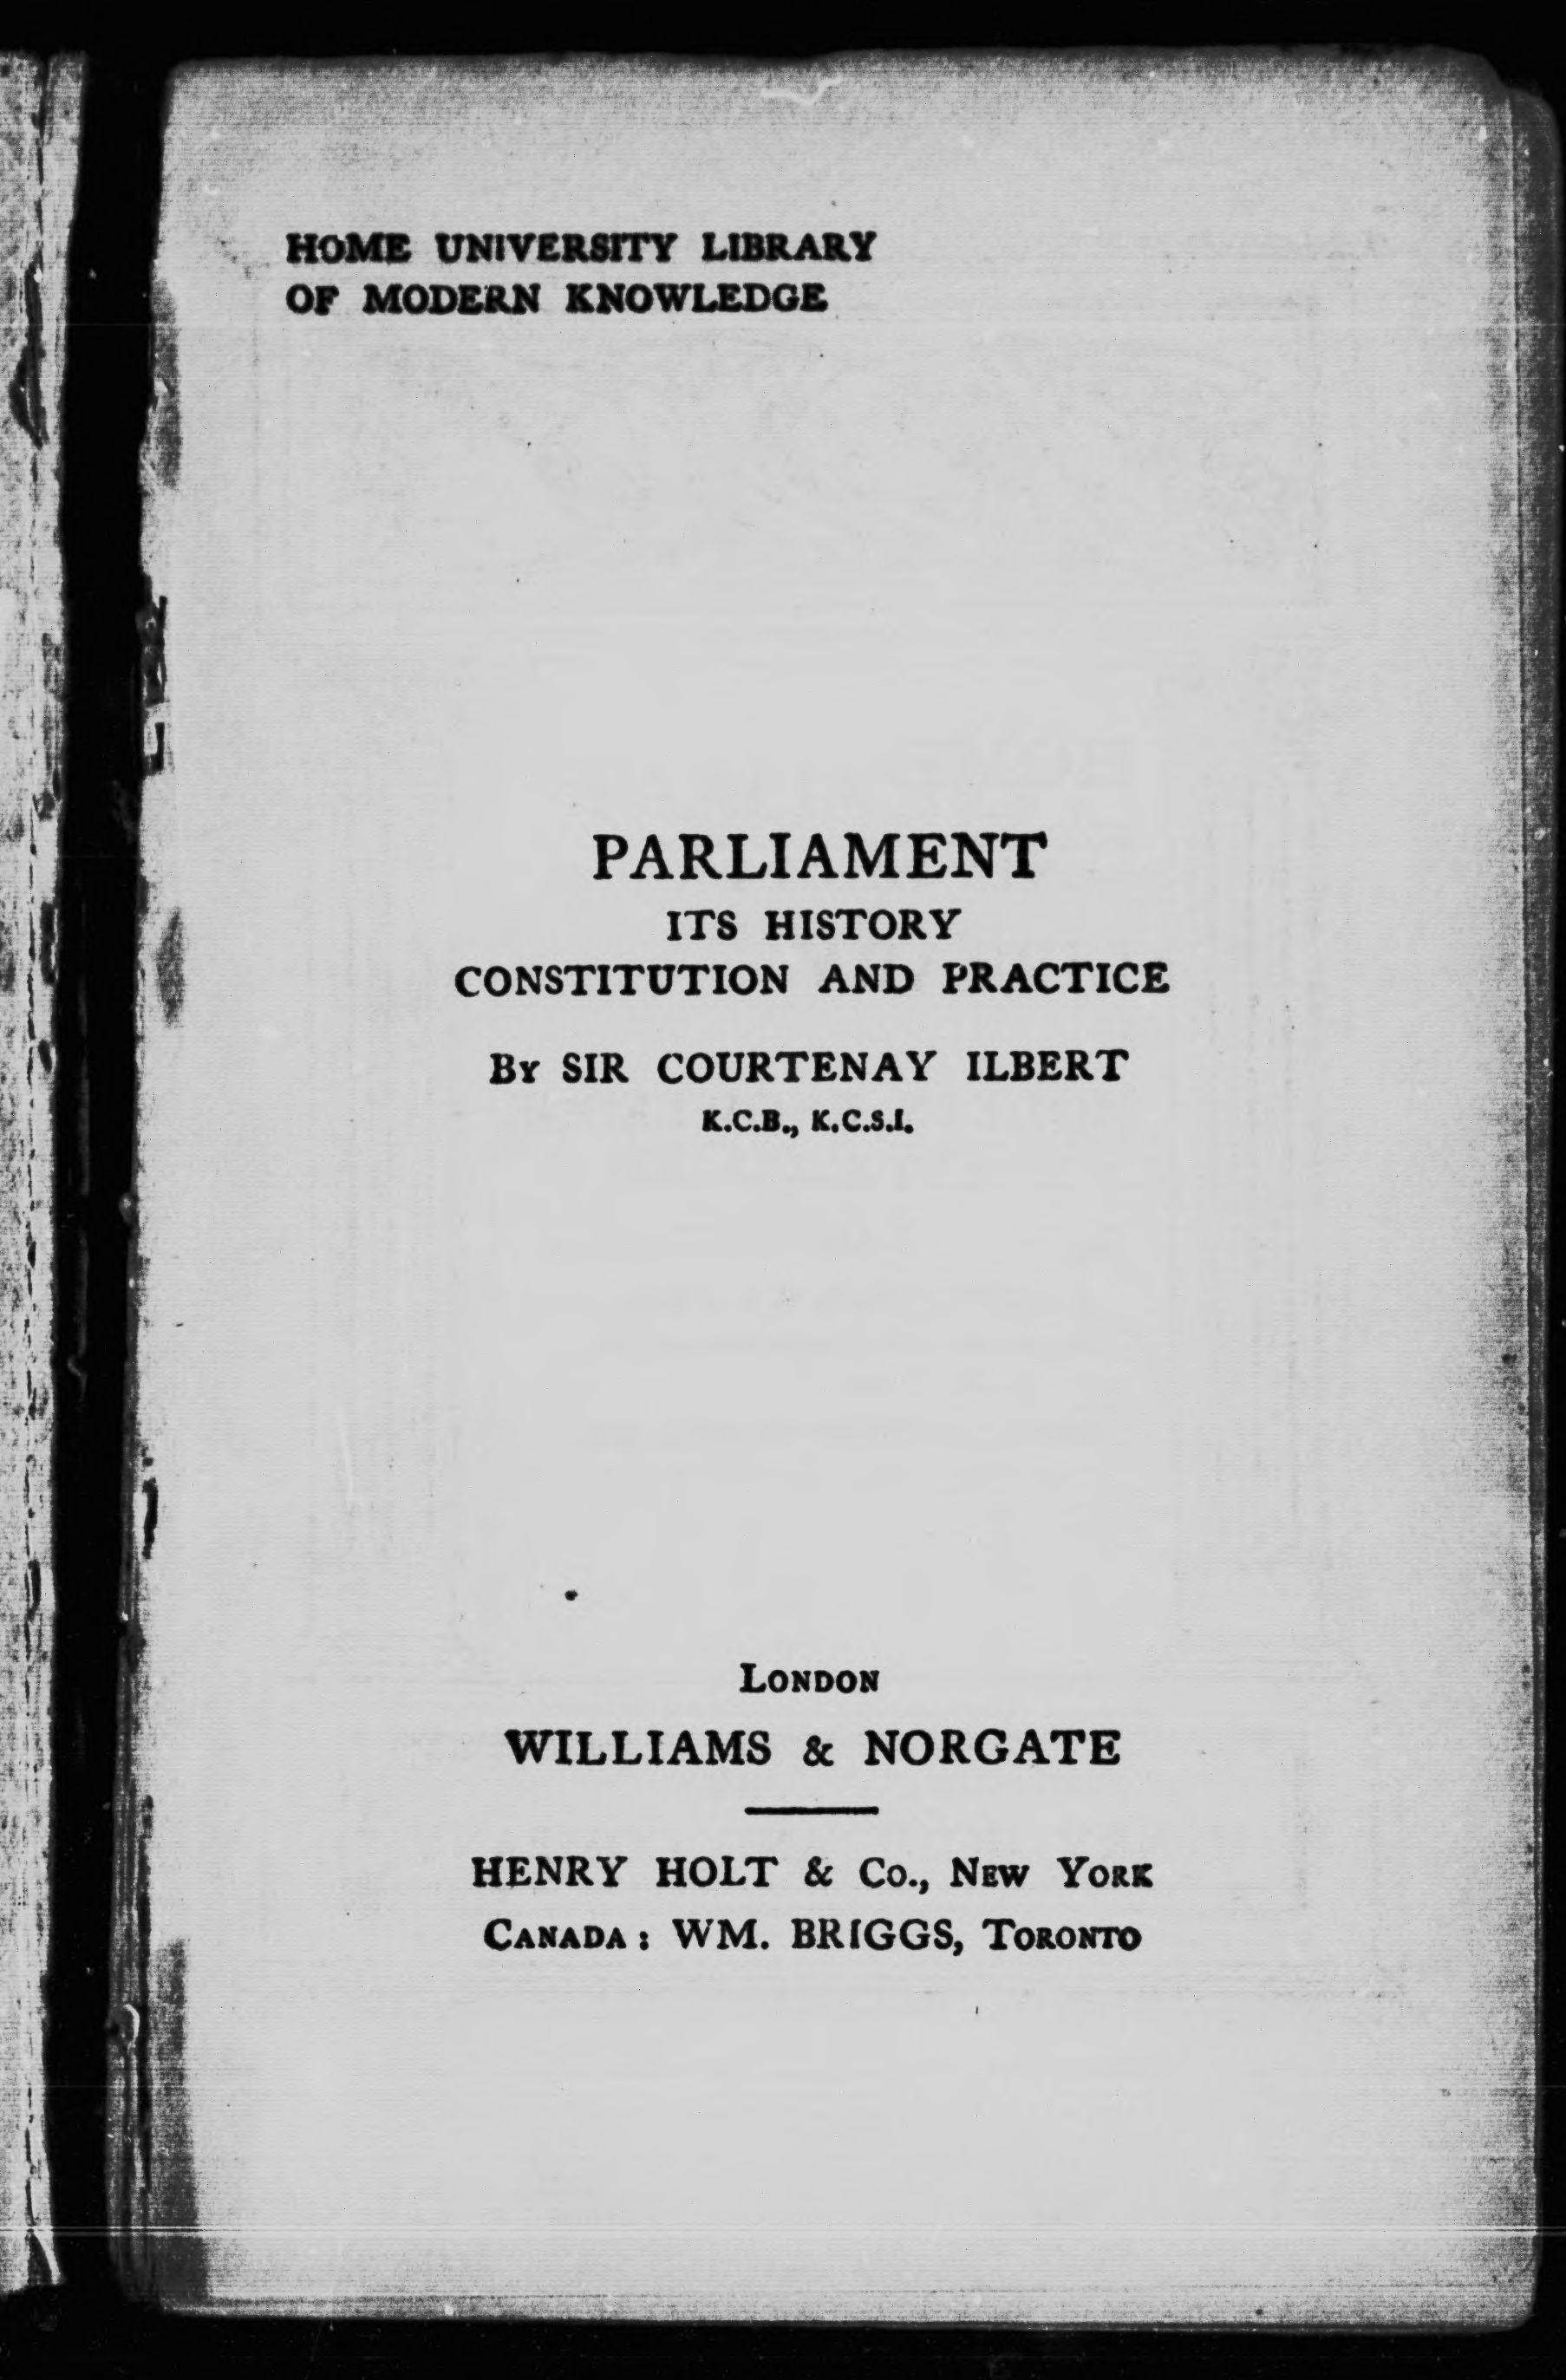 HOME UNIVERSITY LIBRARY
OF MODERN KNOWLEDGE
PARLIAMENT
ITS HISTORY
CONSTITUTION AND PRACTICE
BY SIR COURTENAY ILBERT
K.C.B., K.C.S.I.
LONDON
WILLIAMS & NORGATE
HENRY HOLT & Co., NEW YORK
CANADA: WM. BRIGGS, TORONTO